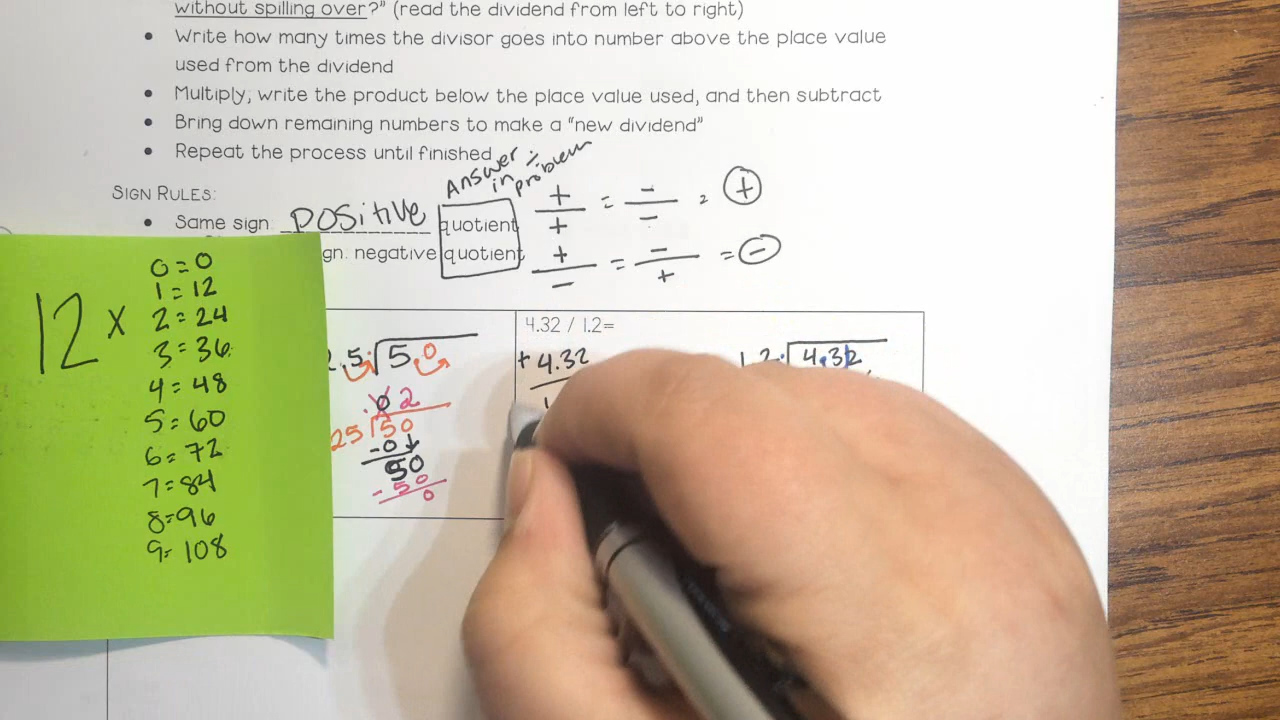 without spilling over?" (read the dividend from left to right)
• Write how many times the divisor goes into number above the place value
used from the dividend
• Multiply, write the product below the place value used, and then subtract
• Bring down remaining numbers to make a "new dividend"
• Repeat the process until finished
Answer ÷
in problem
SIGN RULES:
• Same sign: positive quotient
+/+ = -/- = +
gn: negative quotient
+/- = -/+ = -
12 x
0=0
1=12
2=24
3=36
4=48
5=60
6=72
7=84
8=96
9=108
2.5 5.0
.02
25 50
-0
50
-50
0
4.32 / 1.2=
+ 4.32
1
1.2 4.32